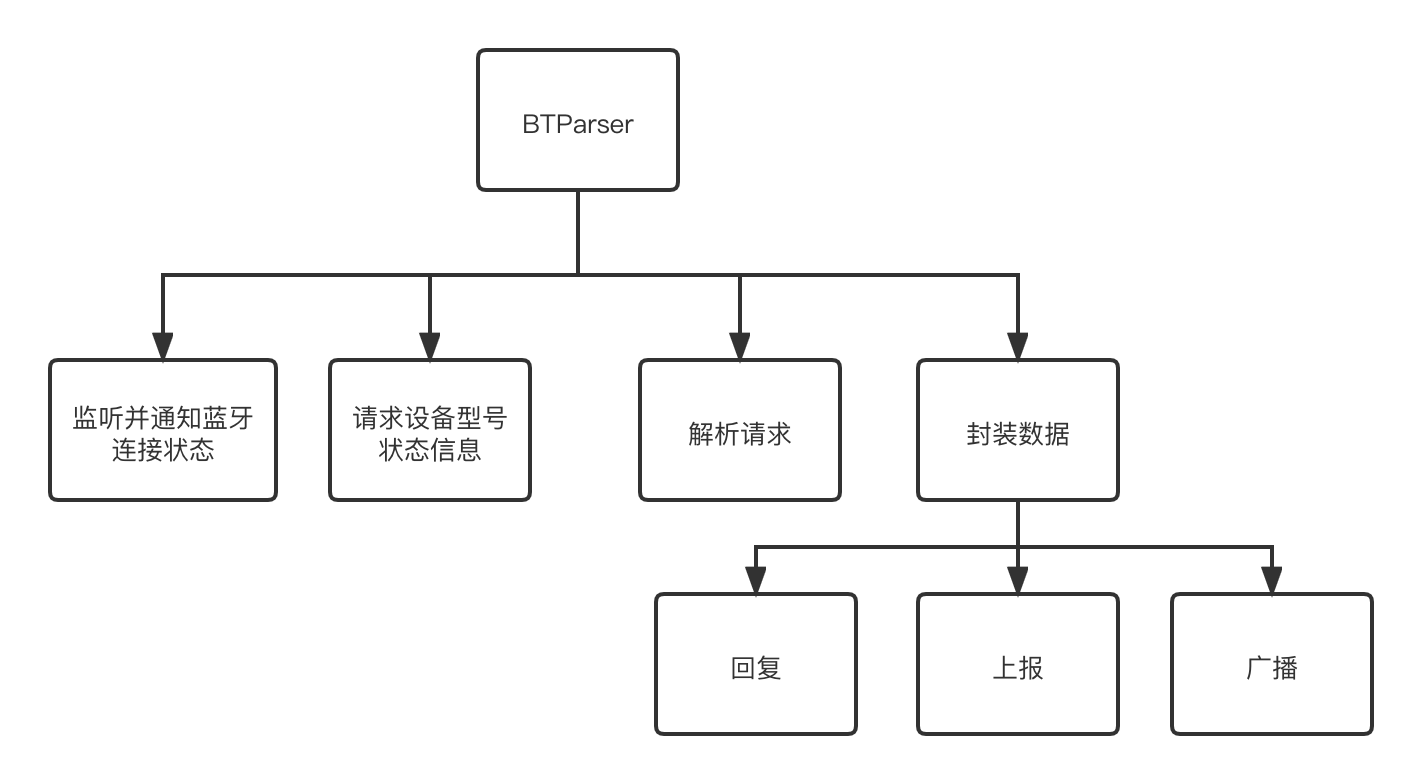 BTParser
监听并通知蓝牙
连接状态
请求设备型号
状态信息
解析请求
封装数据
回复
上报
广播